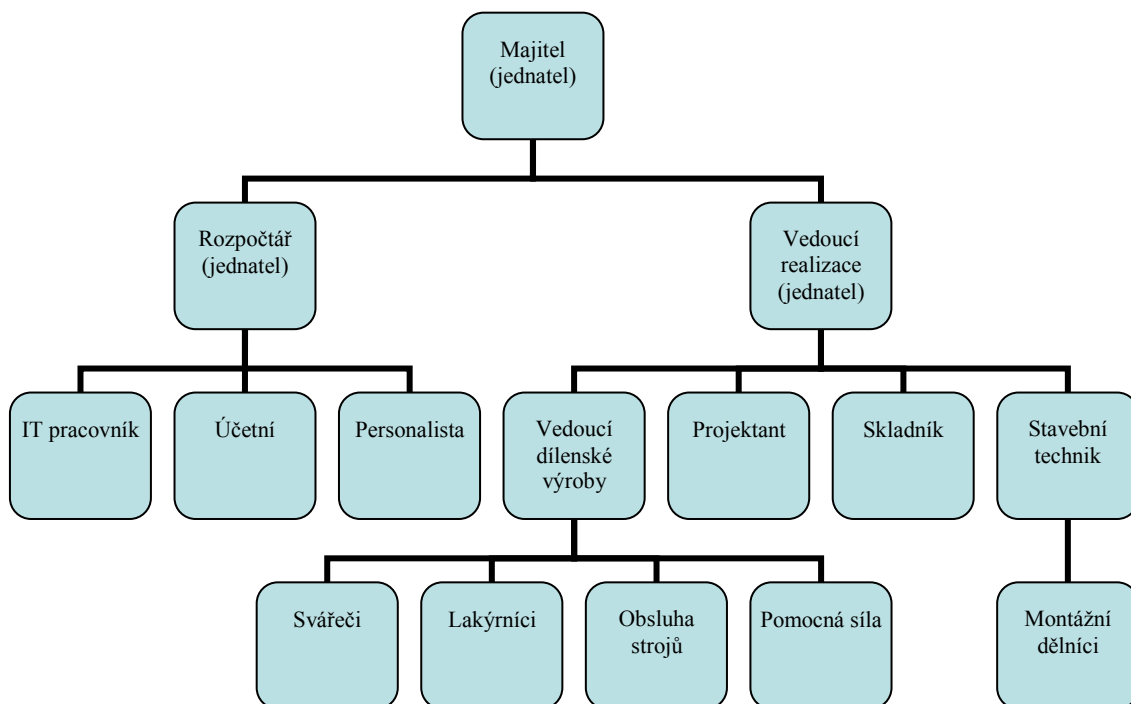 Majitel
(jednatel)
Rozpočtář
(jednatel)
Vedoucí
realizace
(jednatel)
IT pracovník
Účetní
Personalista
Vedoucí
dílenské
výroby
Projektant
Skladník
Stavební
technik
Svářeči
Lakýrníci
Obsluha
strojů
Pomocná síla
Montážní
dělníci